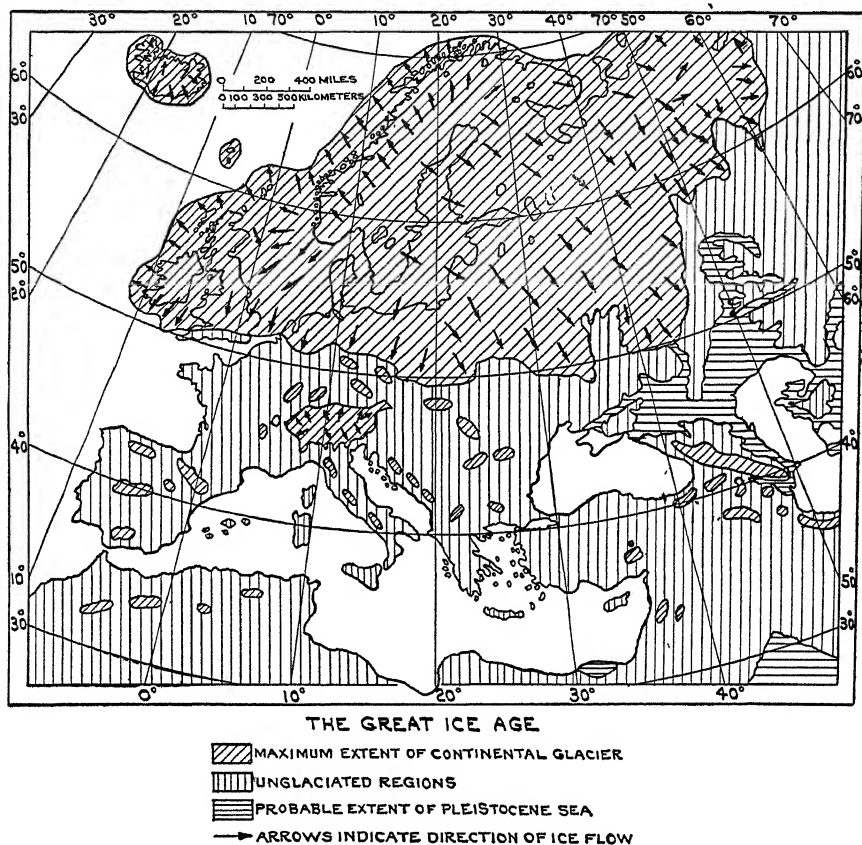 30° 20° 10° 0° 10° 20° 30° 40° 70° 50° 60° 70°
60°
30°
0 200 400 MILES
0 100 300 500 KILOMETERS
60°
70°
50°
20°
50°
60°
40°
40°
10°
30°
50°
30°
0° 10° 20° 30° 40°
THE GREAT ICE AGE
MAXIMUM EXTENT OF CONTINENTAL GLACIER
UNGLACIATED REGIONS
PROBABLE EXTENT OF PLEISTOCENE SEA
ARROWS INDICATE DIRECTION OF ICE FLOW